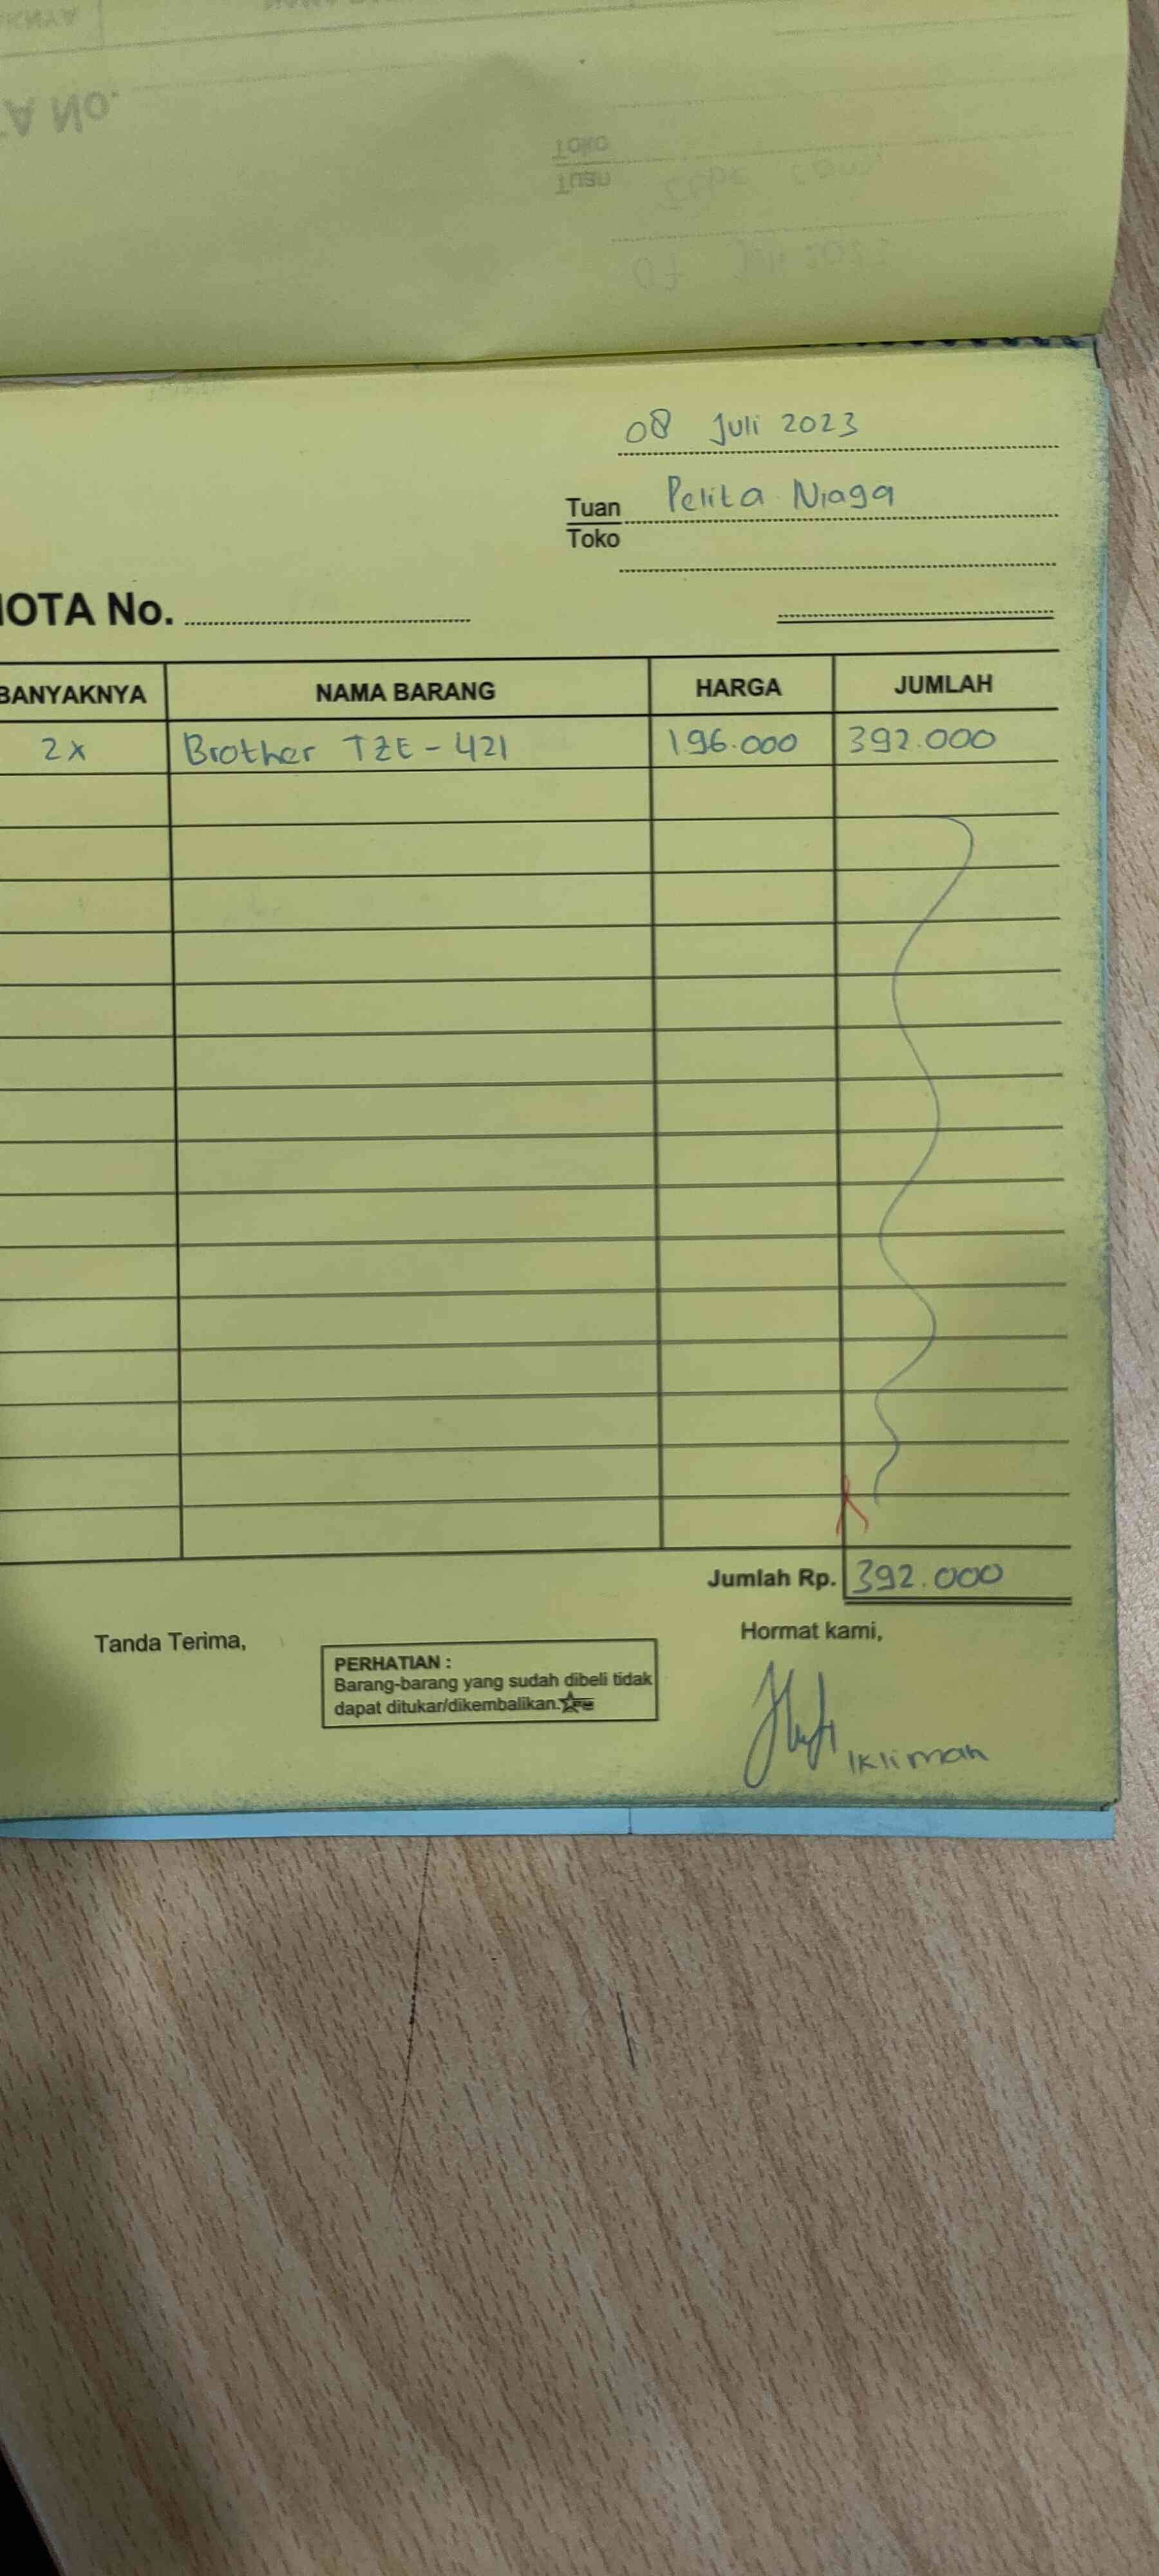 08 Juli 2023
Tuan Pelita Niaga
Toko
NOTA No.
BANYAKNYA NAMA BARANG HARGA JUMLAH
2x Brother TZE - 421 196.000 392.000
Jumlah Rp. 392.000
Tanda Terima,
Hormat kami,
PERHATIAN :
Barang-barang yang sudah dibeli tidak
dapat ditukar/dikembalikan.
Iklimah